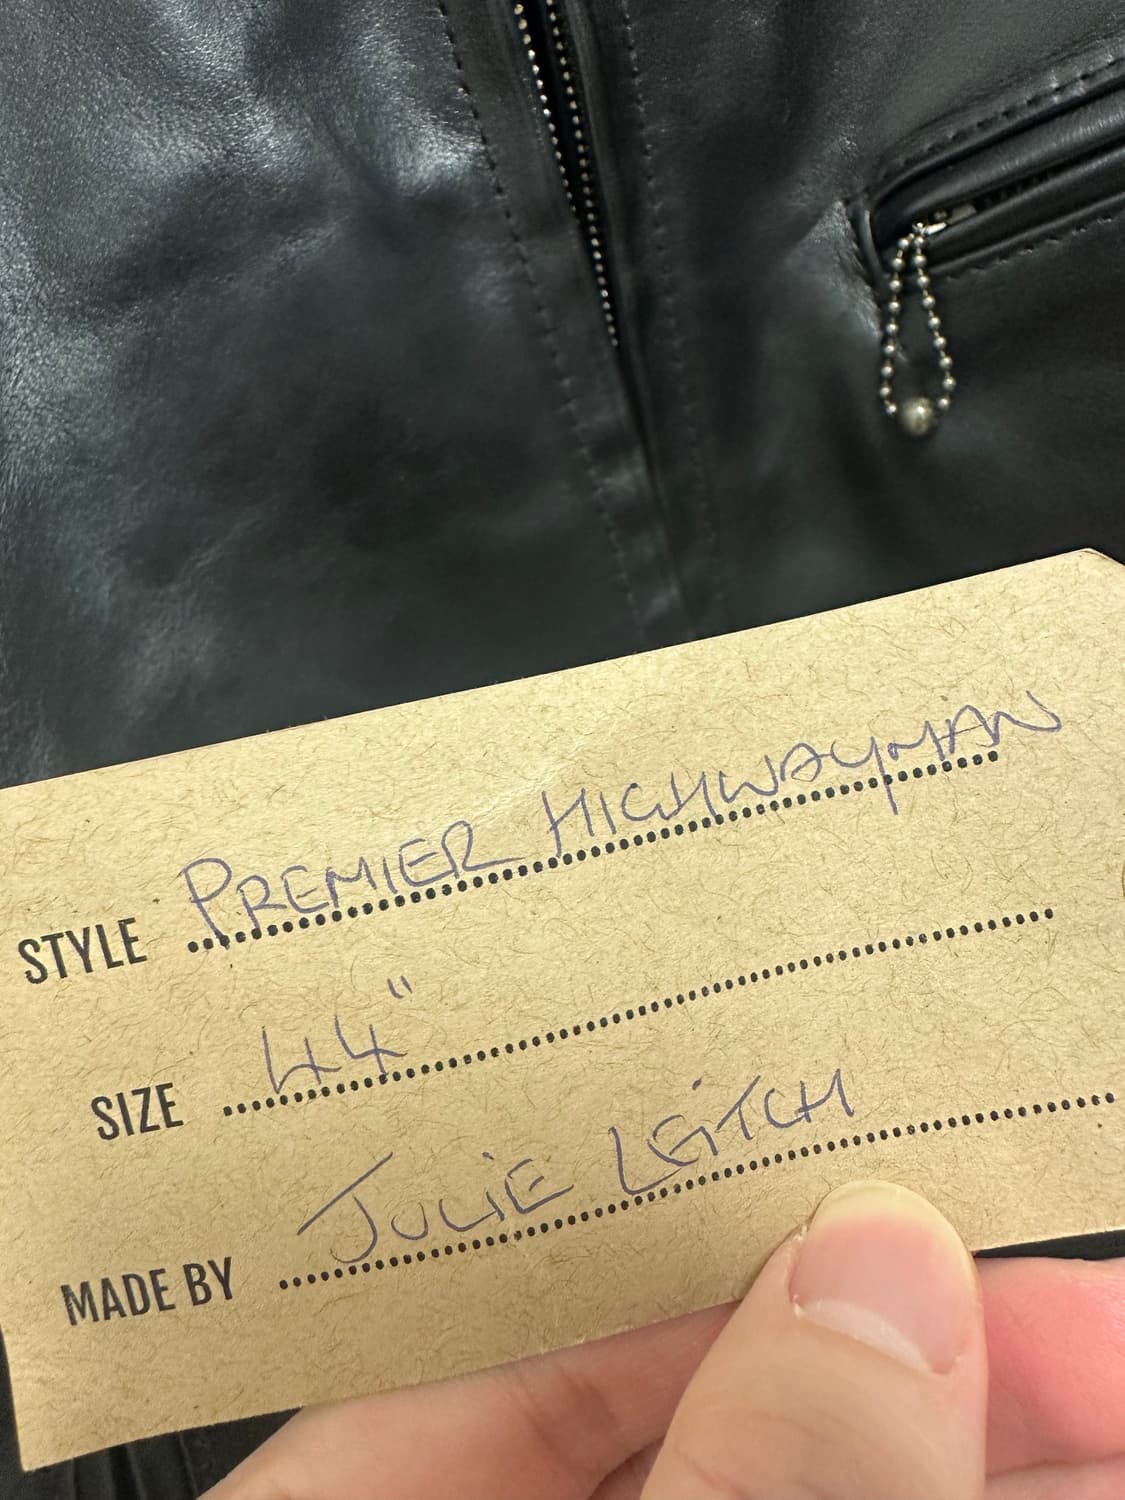 STYLE PREMIER HIGHWAYMAN
SIZE 44"
MADE BY JULIE LEITCH